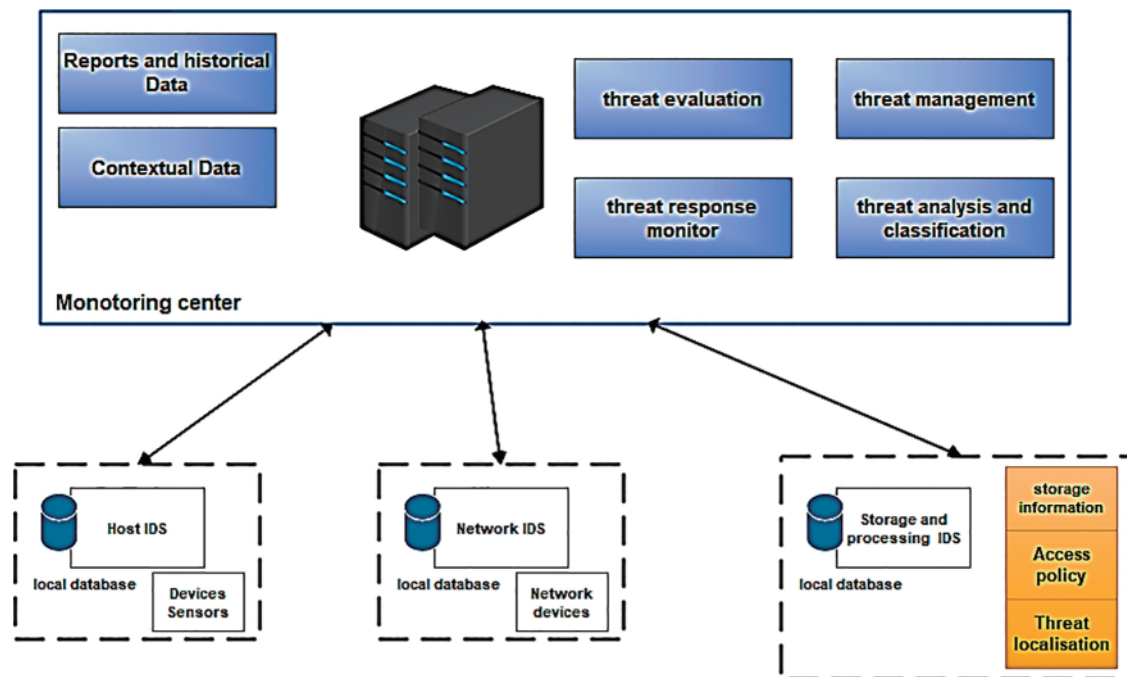 Reports and historical
Data
Contextual Data
threat evaluation
threat management
threat response
monitor
threat analysis and
classification
Monotoring center
Host IDS
local database
Devices
Sensors
Network IDS
local database
Network
devices
Storage and
processing IDS
local database
storage
information
Access
policy
Threat
localisation